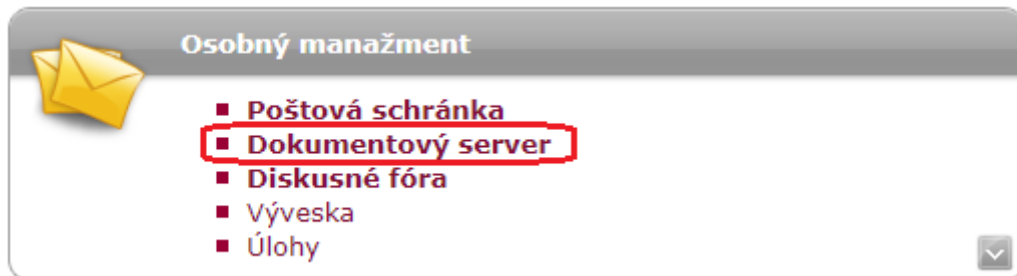 Osobný manažment
Poštová schránka
Dokumentový server
Diskusné fóra
Výveska
Úlohy